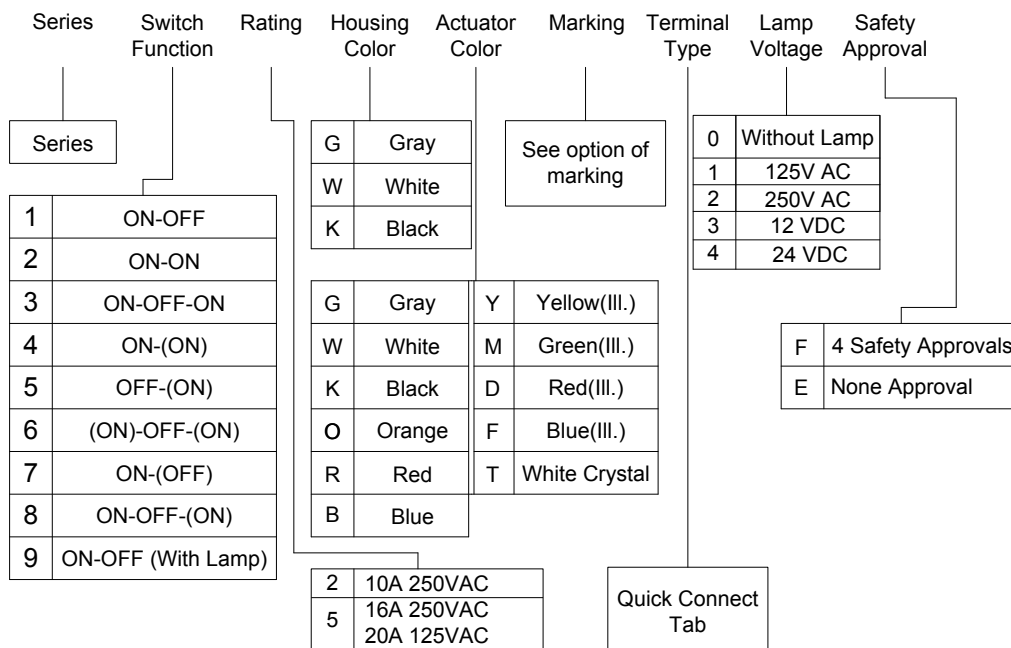 Series
Switch
Function
Rating
Housing
Color
Actuator
Color
Marking
Terminal
Type
Lamp
Voltage
Safety
Approval
Series
1 ON-OFF
2 ON-ON
3 ON-OFF-ON
4 ON-(ON)
5 OFF-(ON)
6 (ON)-OFF-(ON)
7 ON-(OFF)
8 ON-OFF-(ON)
9 ON-OFF (With Lamp)
G Gray
W White
K Black
G Gray
W White
K Black
O Orange
R Red
B Blue
Y Yellow(Ill.)
M Green(Ill.)
D Red(Ill.)
F Blue(Ill.)
T White Crystal
2 10A 250VAC
5 16A 250VAC
20A 125VAC
See option of
marking
Quick Connect
Tab
0 Without Lamp
1 125V AC
2 250V AC
3 12 VDC
4 24 VDC
F 4 Safety Approvals
E None Approval